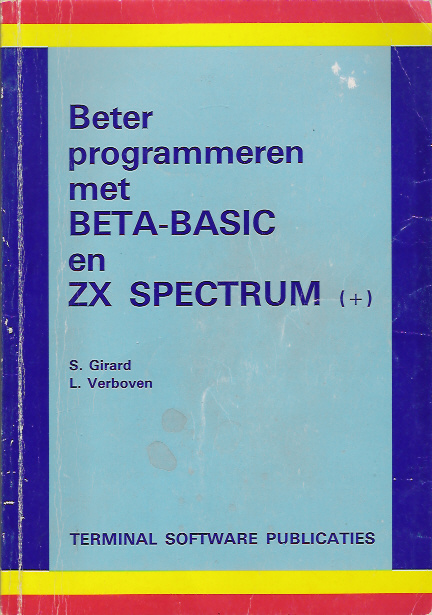 Beter
programmeren
met
BETA-BASIC
en
ZX SPECTRUM (+)
S. Girard
L. Verboven
TERMINAL SOFTWARE PUBLICATIES